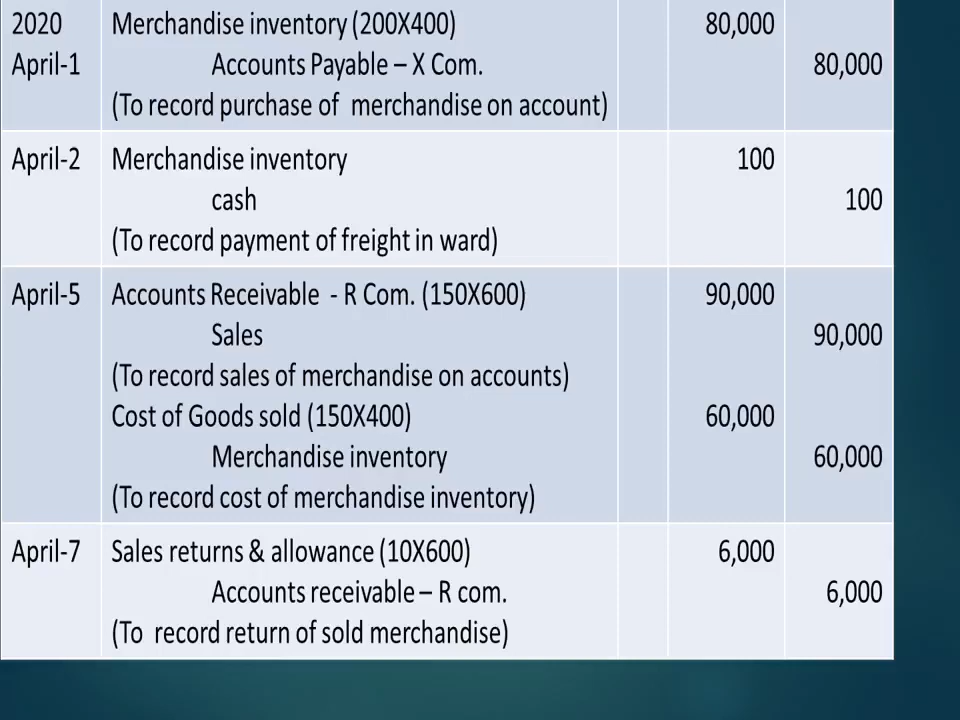 2020 Merchandise inventory (200X400) 80,000
April-1 Accounts Payable – X Com. 80,000
(To record purchase of merchandise on account)
April-2 Merchandise inventory 100
cash 100
(To record payment of freight in ward)
April-5 Accounts Receivable - R Com. (150X600) 90,000
Sales 90,000
(To record sales of merchandise on accounts)
Cost of Goods sold (150X400) 60,000
Merchandise inventory 60,000
(To record cost of merchandise inventory)
April-7 Sales returns & allowance (10X600) 6,000
Accounts receivable – R com. 6,000
(To record return of sold merchandise)